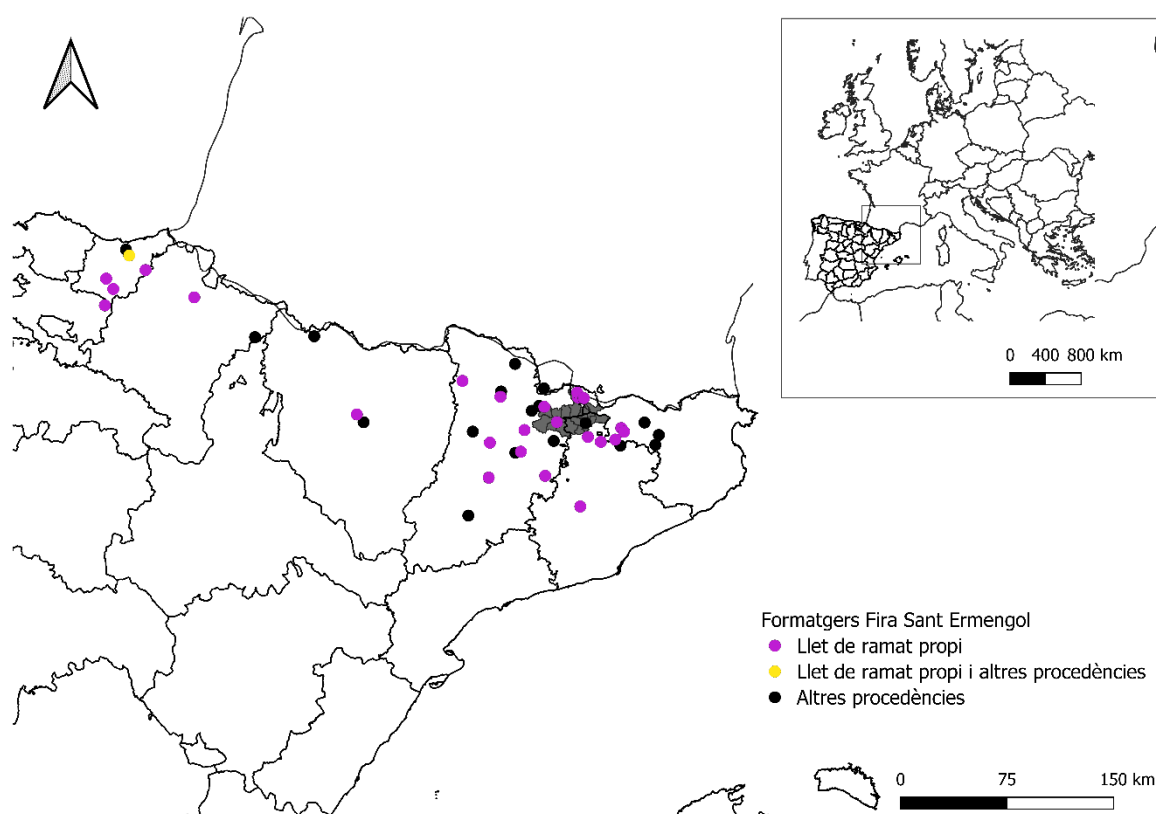 0 400 800 km
Formatgers Fira Sant Ermengol
Llet de ramat propi
Llet de ramat propi i altres procedències
Altres procedències
0 75 150 km